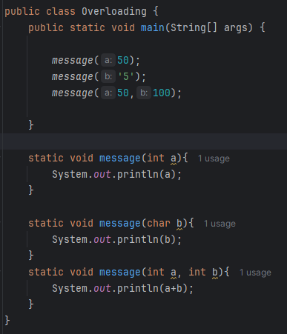 public class Overloading {
public static void main(String[] args) {
message( a: 50);
message( b: '5');
message( a: 50, b: 100);
}
static void message(int a){ 1 usage
System.out.println(a);
}
static void message(char b){ 1 usage
System.out.println(b);
}
static void message(int a, int b){ 1 usage
System.out.println(a+b);
}
}